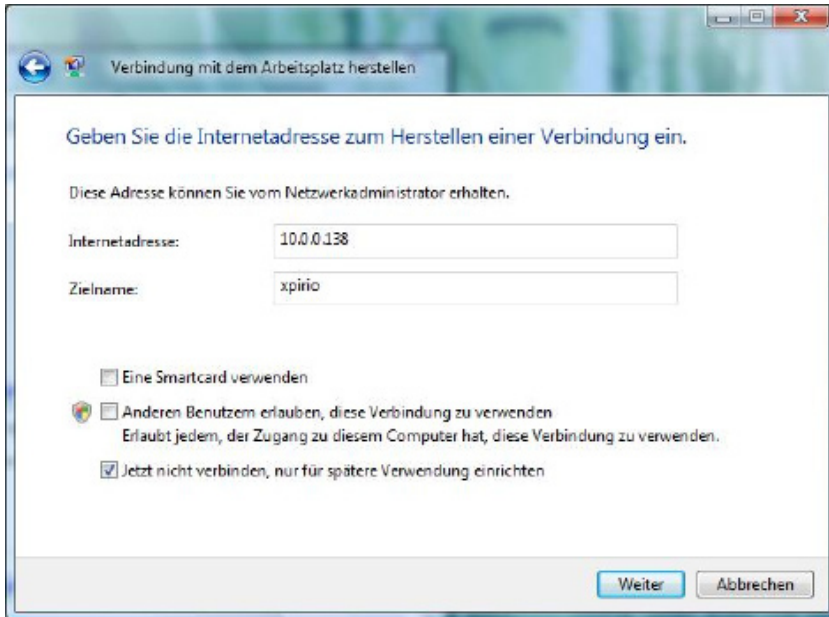 Verbindung mit dem Arbeitsplatz herstellen
Geben Sie die Internetadresse zum Herstellen einer Verbindung ein.
Diese Adresse können Sie vom Netzwerkadministrator erhalten.
Internetadresse: 10.0.0.138
Zielname: xpirio
Eine Smartcard verwenden
Anderen Benutzern erlauben, diese Verbindung zu verwenden
Erlaubt jedem, der Zugang zu diesem Computer hat, diese Verbindung zu verwenden.
Jetzt nicht verbinden, nur für spätere Verwendung einrichten
Weiter Abbrechen